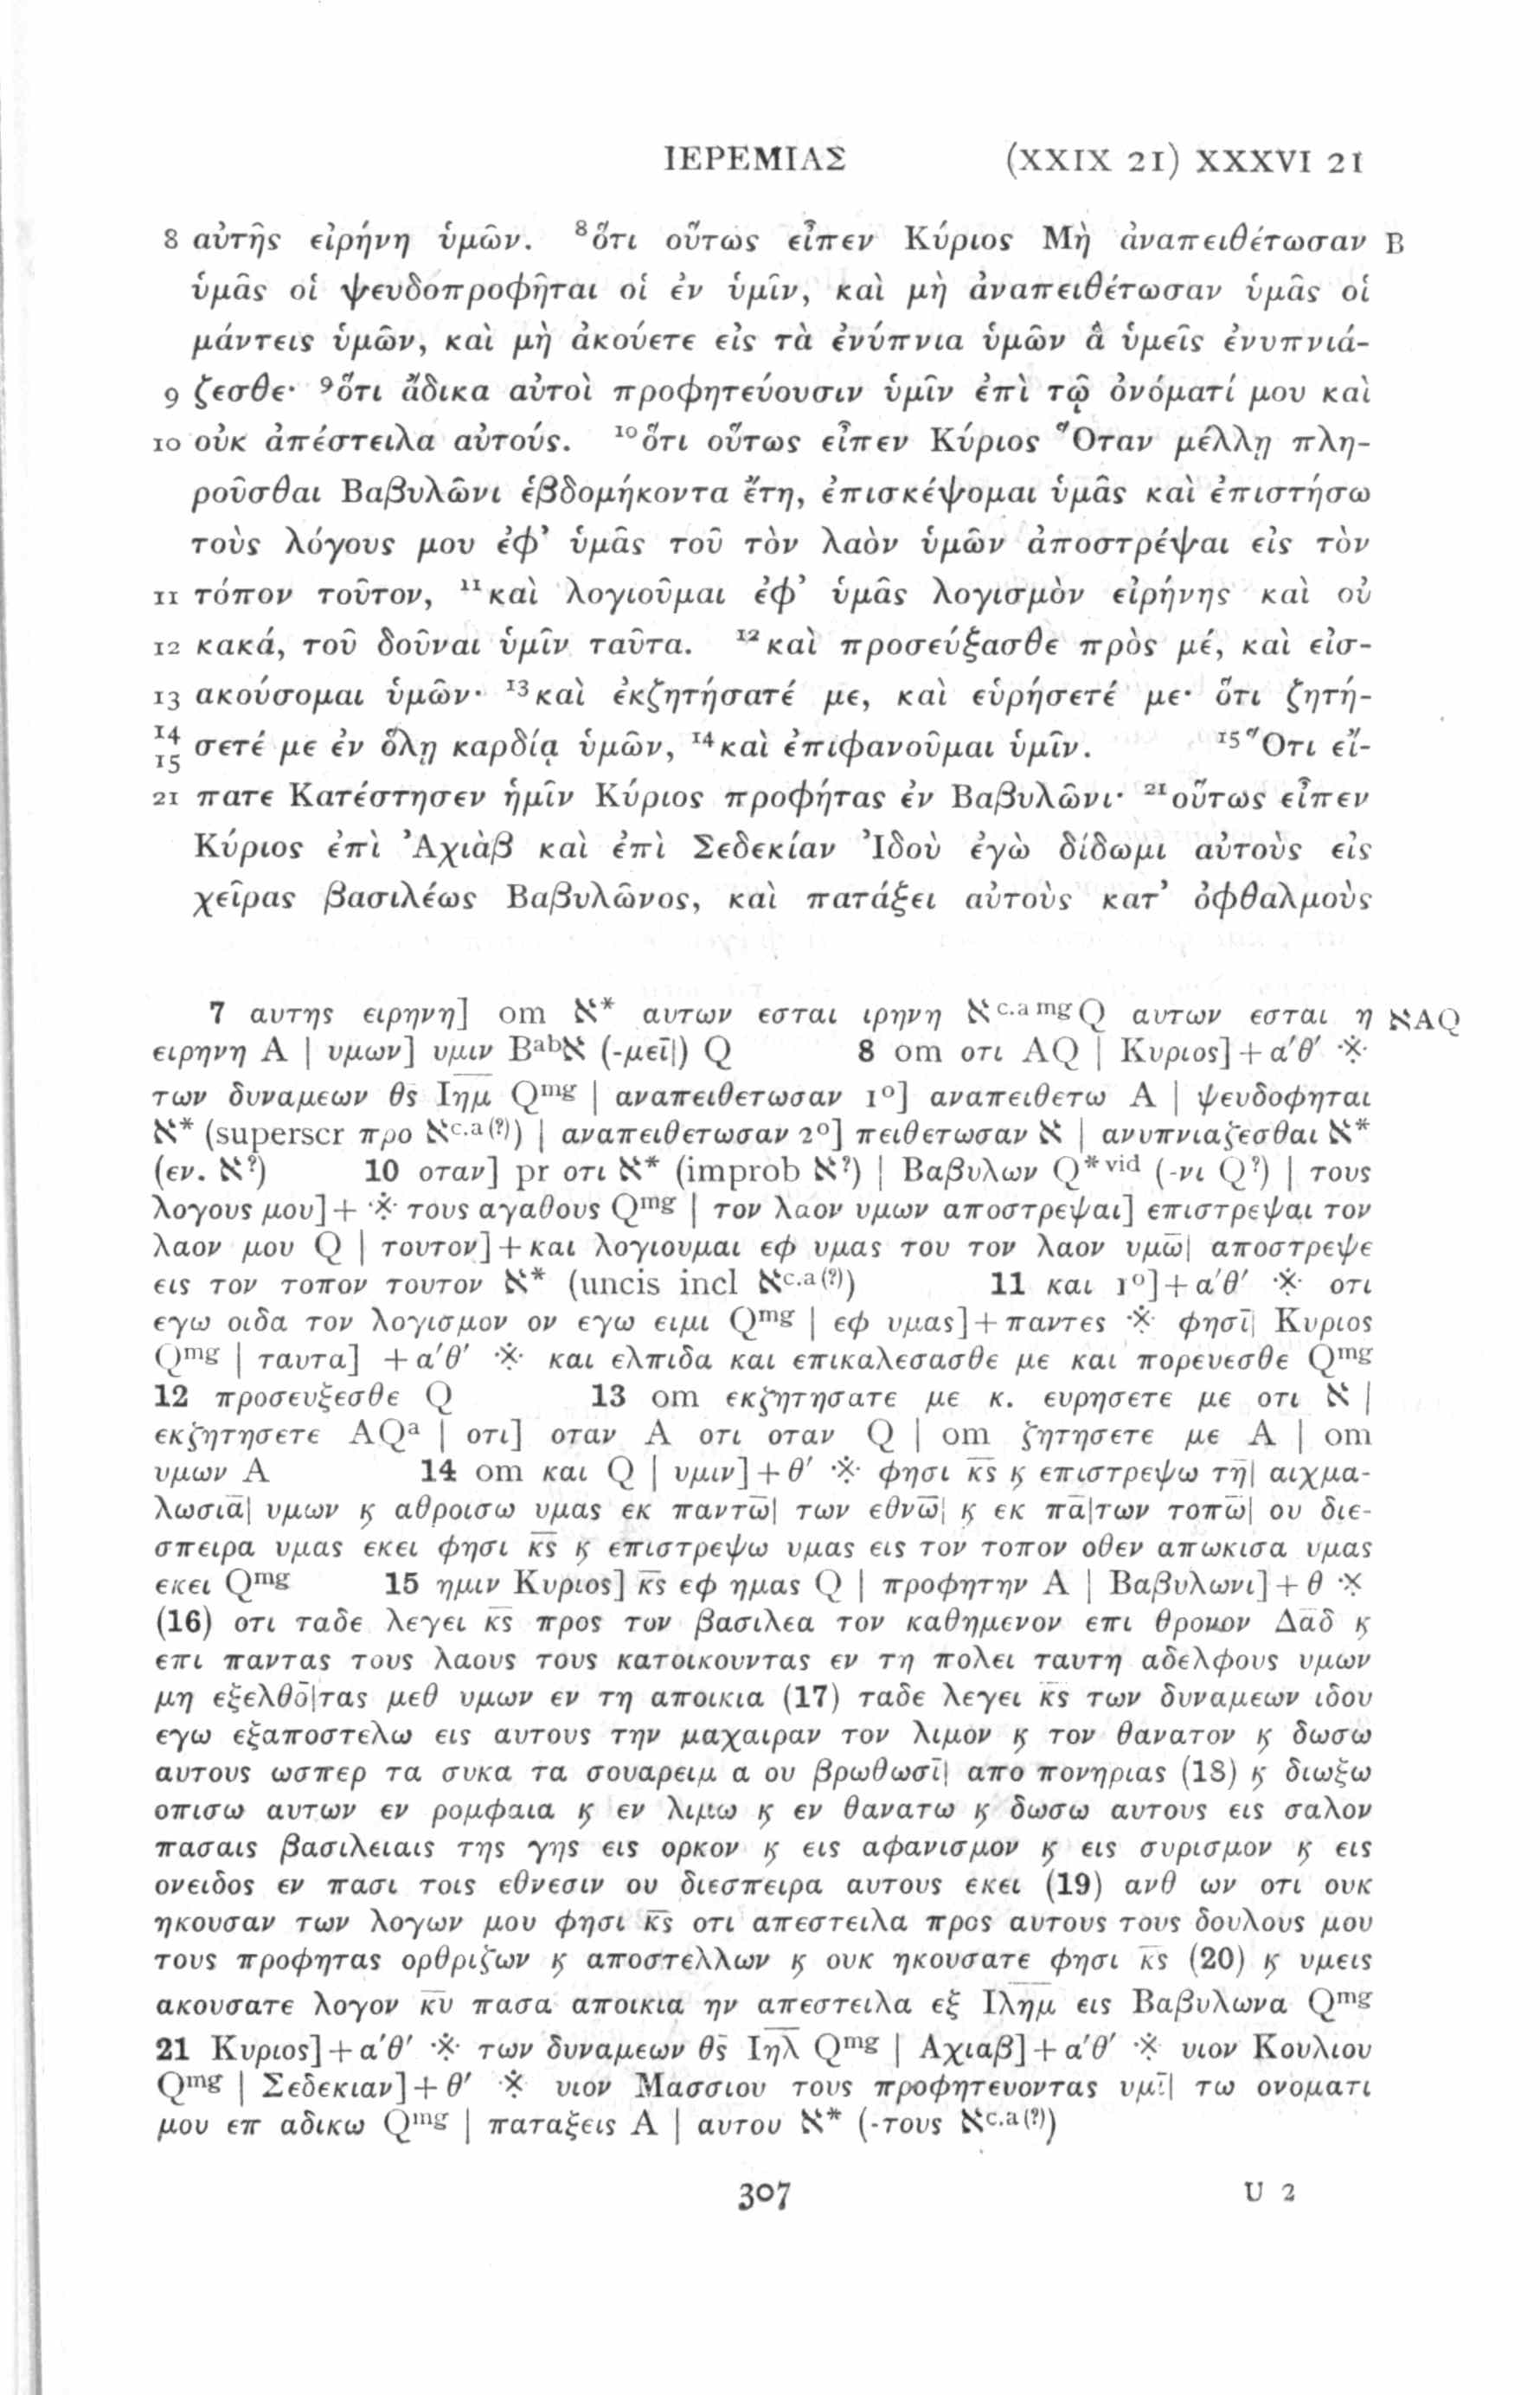 ΙΕΡΕΜΙΑΣ (XXIX 21) XXXVI 21
8 αὐτῆς εἰρήνη ὑμῶν. ⁸ὅτι οὕτως εἶπεν Κύριος Μὴ ἀναπειθέτωσαν B
ὑμᾶς οἱ ψευδοπροφῆται οἱ ἐν ὑμῖν, καὶ μὴ ἀναπειθέτωσαν ὑμᾶς οἱ
μάντεις ὑμῶν, καὶ μὴ ἀκούετε εἰς τὰ ἐνύπνια ὑμῶν ἃ ὑμεῖς ἐνυπνιά-
9 ζεσθε· ⁹ὅτι ἄδικα αὐτοὶ προφητεύουσιν ὑμῖν ἐπὶ τῷ ὀνόματί μου καὶ
10 οὐκ ἀπέστειλα αὐτούς. ¹⁰ὅτι οὕτως εἶπεν Κύριος Ὅταν μέλλῃ πλη-
ροῦσθαι Βαβυλῶνι ἑβδομήκοντα ἔτη, ἐπισκέψομαι ὑμᾶς καὶ ἐπιστήσω
τοὺς λόγους μου ἐφ’ ὑμᾶς τοῦ τὸν λαὸν ὑμῶν ἀποστρέψαι εἰς τὸν
11 τόπον τοῦτον, ¹¹καὶ λογιοῦμαι ἐφ’ ὑμᾶς λογισμὸν εἰρήνης καὶ οὐ
12 κακά, τοῦ δοῦναι ὑμῖν ταῦτα. ¹²καὶ προσεύξασθε πρὸς μέ, καὶ εἰσ-
13 ακούσομαι ὑμῶν· ¹³καὶ ἐκζητήσατέ με, καὶ εὑρήσετέ με· ὅτι ζητή-
14 15 σετέ με ἐν ὅλῃ καρδίᾳ ὑμῶν, ¹⁴καὶ ἐπιφανοῦμαι ὑμῖν. ¹⁵Ὅτι εἴ-
21 πατε Κατέστησεν ἡμῖν Κύριος προφήτας ἐν Βαβυλῶνι· ²¹οὕτως εἶπεν
Κύριος ἐπὶ Ἀχιὰβ καὶ ἐπὶ Σεδεκίαν Ἰδοὺ ἐγὼ δίδωμι αὐτοὺς εἰς
χεῖρας βασιλέως Βαβυλῶνος, καὶ πατάξει αὐτοὺς κατ’ ὀφθαλμοὺς
7 αυτης ειρηνη] om א* αυτων εσται ιρηνη א c.a mg Q αυτων εσται η אAQ
ειρηνη A | υμων] υμιν Bᵃᵇא (-μεῑ|) Q 8 om οτι AQ | Κυριος] + α′θ′ ※
των δυναμεων θ̅ς̅ Ι̅η̅μ̅ Qᵐᵍ | αναπειθετωσαν 1°] αναπειθετω A | ψευδοφηται
א* (superscr προ א c.a (?)) | αναπειθετωσαν 2°] πειθετωσαν א | ανυπνιαζεσθαι א*
(εν. א?) 10 οταν] pr οτι א* (improb א?) | Βαβυλων Q* vid (-νι Q?) | τους
λογους μου] + ※ τους αγαθους Qᵐᵍ | τον λαον υμων αποστρεψαι] επιστρεψαι τον
λαον μου Q | τουτον] + και λογιουμαι εφ υμας του τον λαον υμω̅| αποστρεψε
εις τον τοπον τουτον א* (uncis incl א c.a (?)) 11 και 1°] + α′θ′ ※ οτι
εγω οιδα τον λογισμον ον εγω ειμι Qᵐᵍ | εφ υμας] + παντες ※ φησῑ| Κυριος
Qᵐᵍ | ταυτα] + α′θ′ ※ και ελπιδα και επικαλεσασθε με και πορευεσθε Qᵐᵍ
12 προσευξεσθε Q 13 om εκζητησατε με κ. ευρησετε με οτι א |
εκζητησετε AQᵃ | οτι] οταν A οτι οταν Q | om ζητησετε με A | om
υμων A 14 om και Q | υμιν] + θ′ ※ φησι κ̅ς̅ ϗ επιστρεψω τη̅| αιχμα-
λωσια̅| υμων ϗ αθροισω υμας εκ παντω̅| των εθνω̅| ϗ εκ πα̅|των τοπω̅| ου διε-
σπειρα υμας εκει φησι κ̅ς̅ ϗ επιστρεψω υμας εις τον τοπον οθεν απωκισα υμας
εκει Qᵐᵍ 15 ημιν Κυριος] κ̅ς̅ εφ ημας Q | προφητην A | Βαβυλωνι] + θ ※
(16) οτι ταδε λεγει κ̅ς̅ προς τον βασιλεα τον καθημενον επι θρονον Δα̅δ ϗ
επι παντας τους λαους τους κατοικουντας εν τη πολει ταυτη αδελφους υμων
μη εξελθο̅|τας μεθ υμων εν τη αποικια (17) ταδε λεγει κ̅ς̅ των δυναμεων ιδου
εγω εξαποστελω εις αυτους την μαχαιραν τον λιμον ϗ τον θανατον ϗ δωσω
αυτους ωσπερ τα συκα τα σουαρειμ α ου βρωθωσῑ| απο πονηριας (18) ϗ διωξω
οπισω αυτων εν ρομφαια ϗ εν λιμω ϗ εν θανατω ϗ δωσω αυτους εις σαλον
πασαις βασιλειαις της γης εις ορκον ϗ εις αφανισμον ϗ εις συρισμον ϗ εις
ονειδος εν πασι τοις εθνεσιν ου διεσπειρα αυτους εκει (19) ανθ ων οτι ουκ
ηκουσαν των λογων μου φησι κ̅ς̅ οτι απεστειλα προς αυτους τους δουλους μου
τους προφητας ορθριζων ϗ αποστελλων ϗ ουκ ηκουσατε φησι κ̅ς̅ (20) ϗ υμεις
ακουσατε λογον κ̅υ̅ πασα αποικια ην απεστειλα εξ Ι̅λ̅η̅μ̅ εις Βαβυλωνα Qᵐᵍ
21 Κυριος] + α′θ′ ※ των δυναμεων θ̅ς̅ Ι̅η̅λ̅ Qᵐᵍ | Αχιαβ] + α′θ′ ※ υιον Κουλιου
Qᵐᵍ | Σεδεκιαν] + θ′ ※ υιον Μασσιου τους προφητευοντας υμῑ| τω ονοματι
μου επ αδικω Qᵐᵍ | παταξεις A | αυτου א* (-τους א c.a (?))
307 U 2